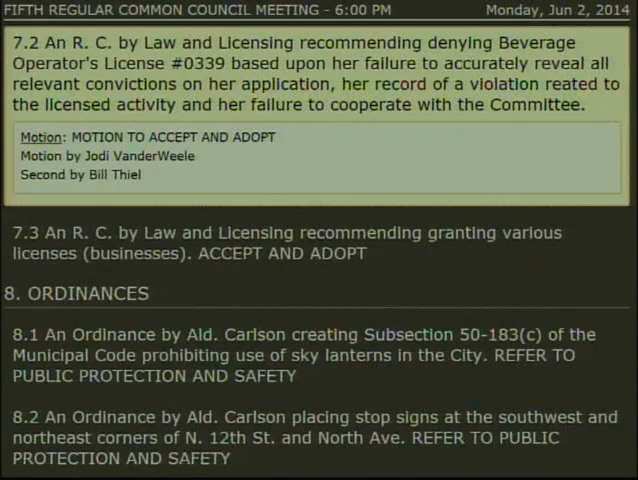 FIFTH REGULAR COMMON COUNCIL MEETING - 6:00 PM Monday, Jun 2, 2014
7.2 An R. C. by Law and Licensing recommending denying Beverage
Operator's License #0339 based upon her failure to accurately reveal all
relevant convictions on her application, her record of a violation reated to
the licensed activity and her failure to cooperate with the Committee.
Motion: MOTION TO ACCEPT AND ADOPT
Motion by Jodi VanderWeele
Second by Bill Thiel
7.3 An R. C. by Law and Licensing recommending granting various
licenses (businesses). ACCEPT AND ADOPT
8. ORDINANCES
8.1 An Ordinance by Ald. Carlson creating Subsection 50-183(c) of the
Municipal Code prohibiting use of sky lanterns in the City. REFER TO
PUBLIC PROTECTION AND SAFETY
8.2 An Ordinance by Ald. Carlson placing stop signs at the southwest and
northeast corners of N. 12th St. and North Ave. REFER TO PUBLIC
PROTECTION AND SAFETY